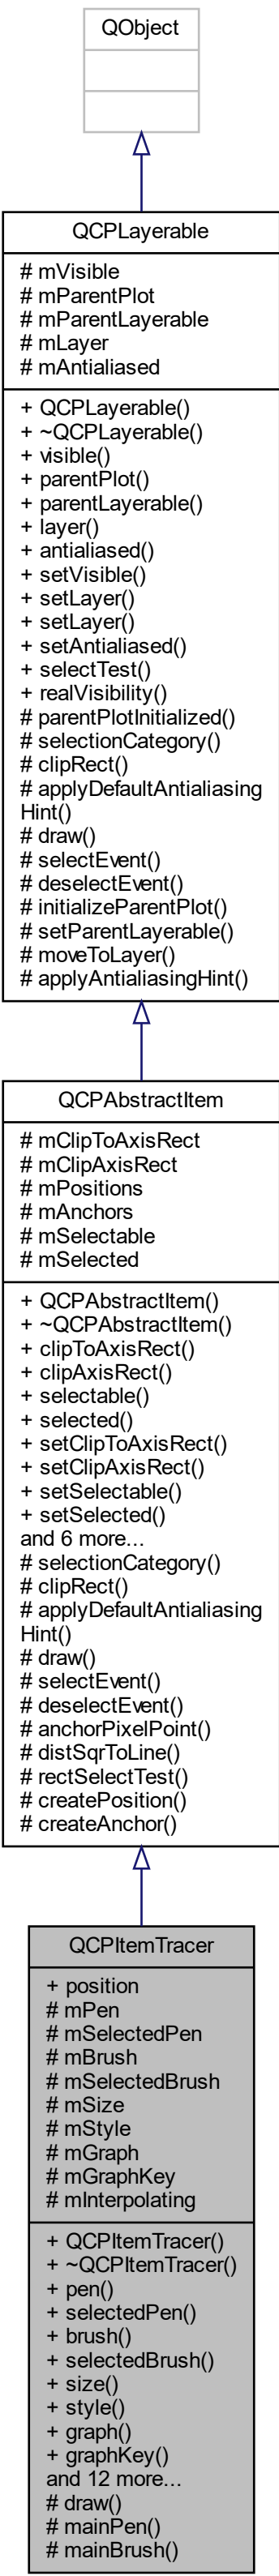 QObject
QCPLayerable
# mVisible
# mParentPlot
# mParentLayerable
# mLayer
# mAntialiased
+ QCPLayerable()
+ ~QCPLayerable()
+ visible()
+ parentPlot()
+ parentLayerable()
+ layer()
+ antialiased()
+ setVisible()
+ setLayer()
+ setLayer()
+ setAntialiased()
+ selectTest()
+ realVisibility()
# parentPlotInitialized()
# selectionCategory()
# clipRect()
# applyDefaultAntialiasing
Hint()
# draw()
# selectEvent()
# deselectEvent()
# initializeParentPlot()
# setParentLayerable()
# moveToLayer()
# applyAntialiasingHint()
QCPAbstractItem
# mClipToAxisRect
# mClipAxisRect
# mPositions
# mAnchors
# mSelectable
# mSelected
+ QCPAbstractItem()
+ ~QCPAbstractItem()
+ clipToAxisRect()
+ clipAxisRect()
+ selectable()
+ selected()
+ setClipToAxisRect()
+ setClipAxisRect()
+ setSelectable()
+ setSelected()
and 6 more...
# selectionCategory()
# clipRect()
# applyDefaultAntialiasing
Hint()
# draw()
# selectEvent()
# deselectEvent()
# anchorPixelPoint()
# distSqrToLine()
# rectSelectTest()
# createPosition()
# createAnchor()
QCPItemTracer
+ position
# mPen
# mSelectedPen
# mBrush
# mSelectedBrush
# mSize
# mStyle
# mGraph
# mGraphKey
# mInterpolating
+ QCPItemTracer()
+ ~QCPItemTracer()
+ pen()
+ selectedPen()
+ brush()
+ selectedBrush()
+ size()
+ style()
+ graph()
+ graphKey()
and 12 more...
# draw()
# mainPen()
# mainBrush()